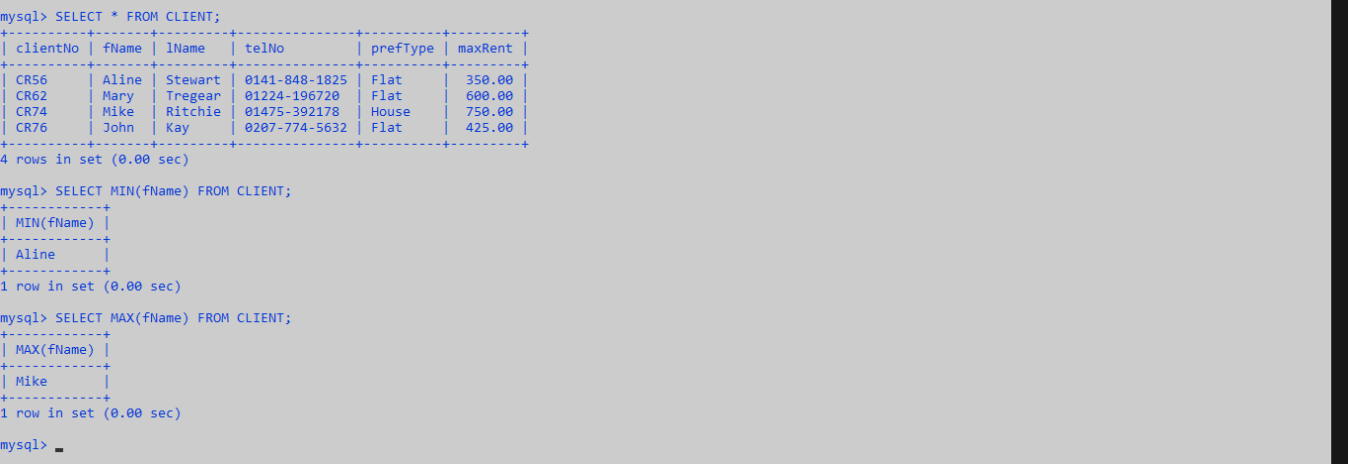 mysql> SELECT * FROM CLIENT;
+----------+-------+---------+---------------+----------+---------+
| clientNo | fName | lName   | telNo         | prefType | maxRent |
+----------+-------+---------+---------------+----------+---------+
| CR56     | Aline | Stewart | 0141-848-1825 | Flat     |  350.00 |
| CR62     | Mary  | Tregear | 01224-196720  | Flat     |  600.00 |
| CR74     | Mike  | Ritchie | 01475-392178  | House    |  750.00 |
| CR76     | John  | Kay     | 0207-774-5632 | Flat     |  425.00 |
+----------+-------+---------+---------------+----------+---------+
4 rows in set (0.00 sec)
mysql> SELECT MIN(fName) FROM CLIENT;
+------------+
| MIN(fName) |
+------------+
| Aline      |
+------------+
1 row in set (0.00 sec)
mysql> SELECT MAX(fName) FROM CLIENT;
+------------+
| MAX(fName) |
+------------+
| Mike       |
+------------+
1 row in set (0.00 sec)
mysql> _